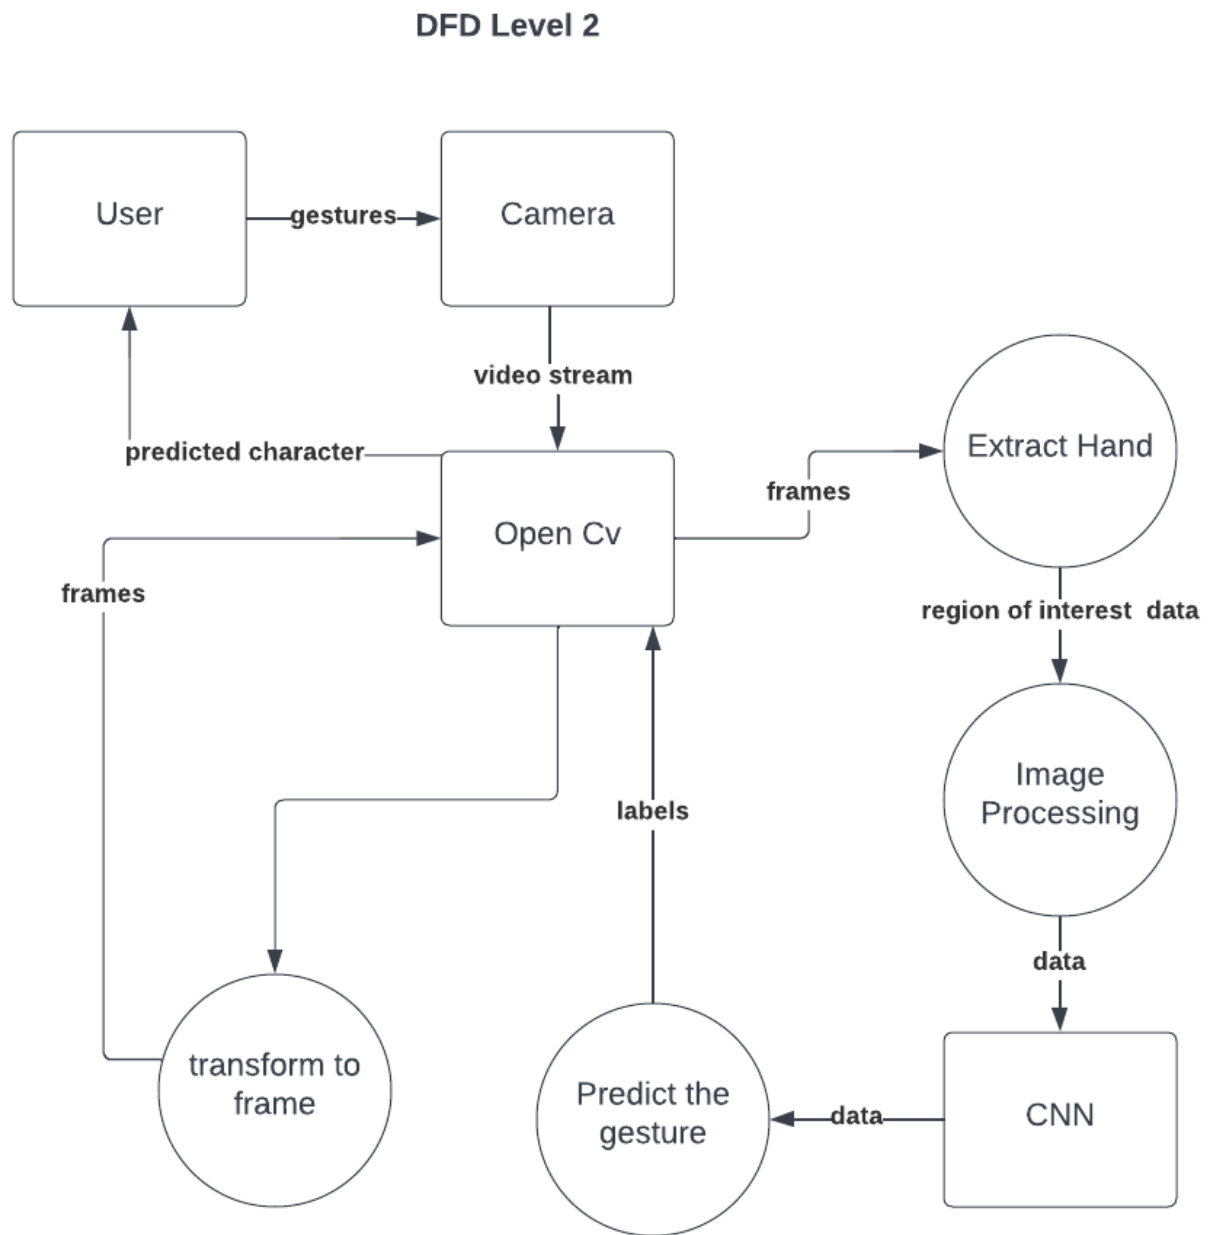 DFD Level 2
User
gestures
Camera
video stream
predicted character
Open Cv
frames
Extract Hand
frames
region of interest  data
Image
Processing
labels
data
transform to
frame
Predict the
gesture
data
CNN